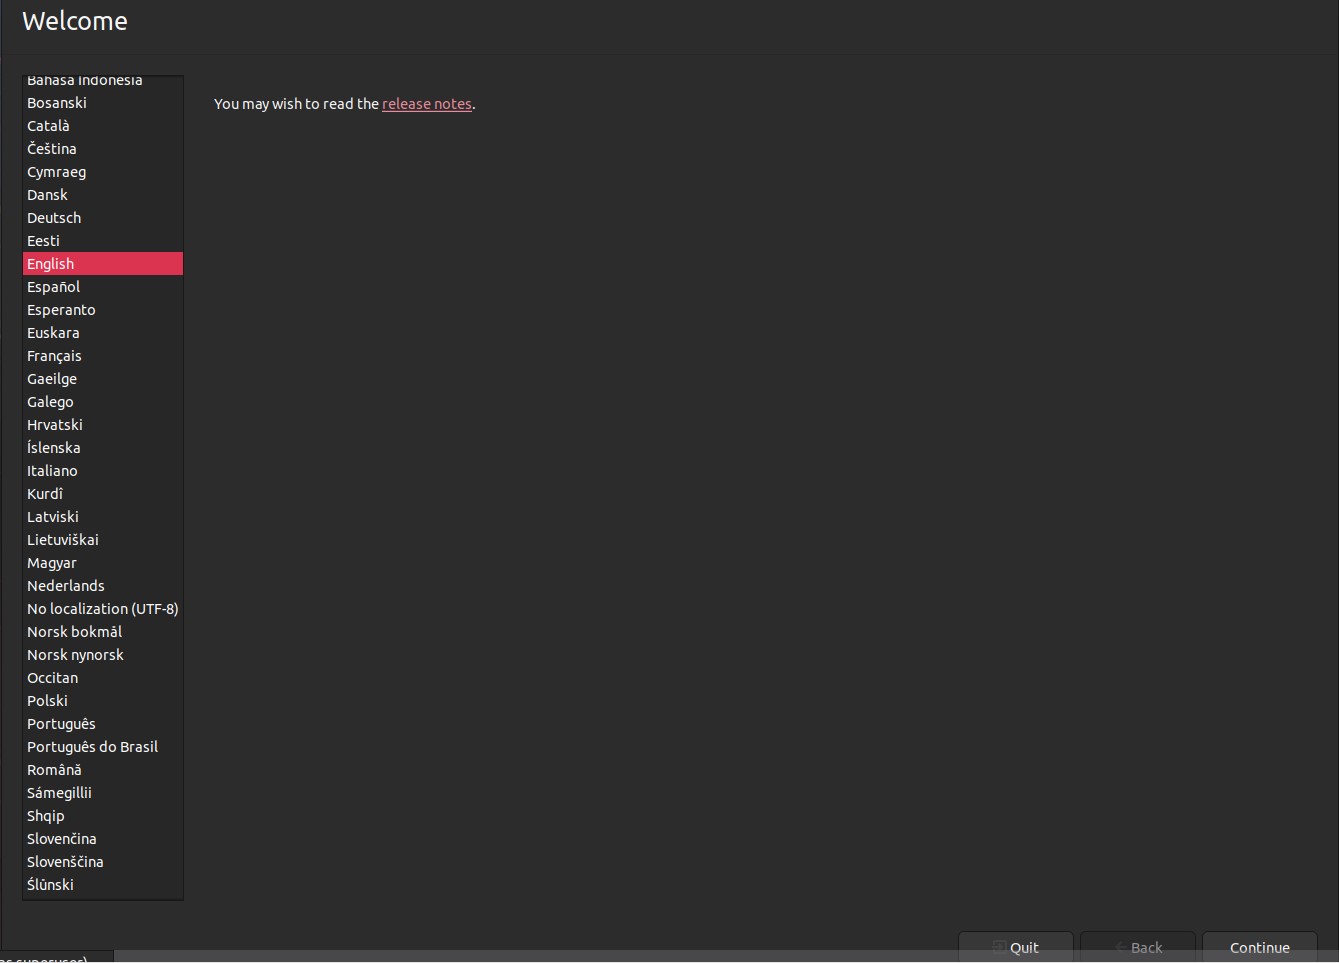 Welcome
Bahasa Indonesia
Bosanski
Català
Čeština
Cymraeg
Dansk
Deutsch
Eesti
English
Español
Esperanto
Euskara
Français
Gaeilge
Galego
Hrvatski
Íslenska
Italiano
Kurdî
Latviski
Lietuviškai
Magyar
Nederlands
No localization (UTF-8)
Norsk bokmål
Norsk nynorsk
Occitan
Polski
Português
Português do Brasil
Română
Sámegillii
Shqip
Slovenčina
Slovenščina
Ślůnski
You may wish to read the release notes.
Quit
Back
Continue
superuser)